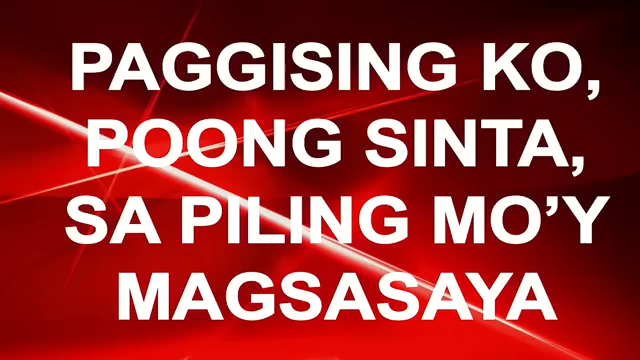 PAGGISING KO,
POONG SINTA,
SA PILING MO’Y
MAGSASAYA